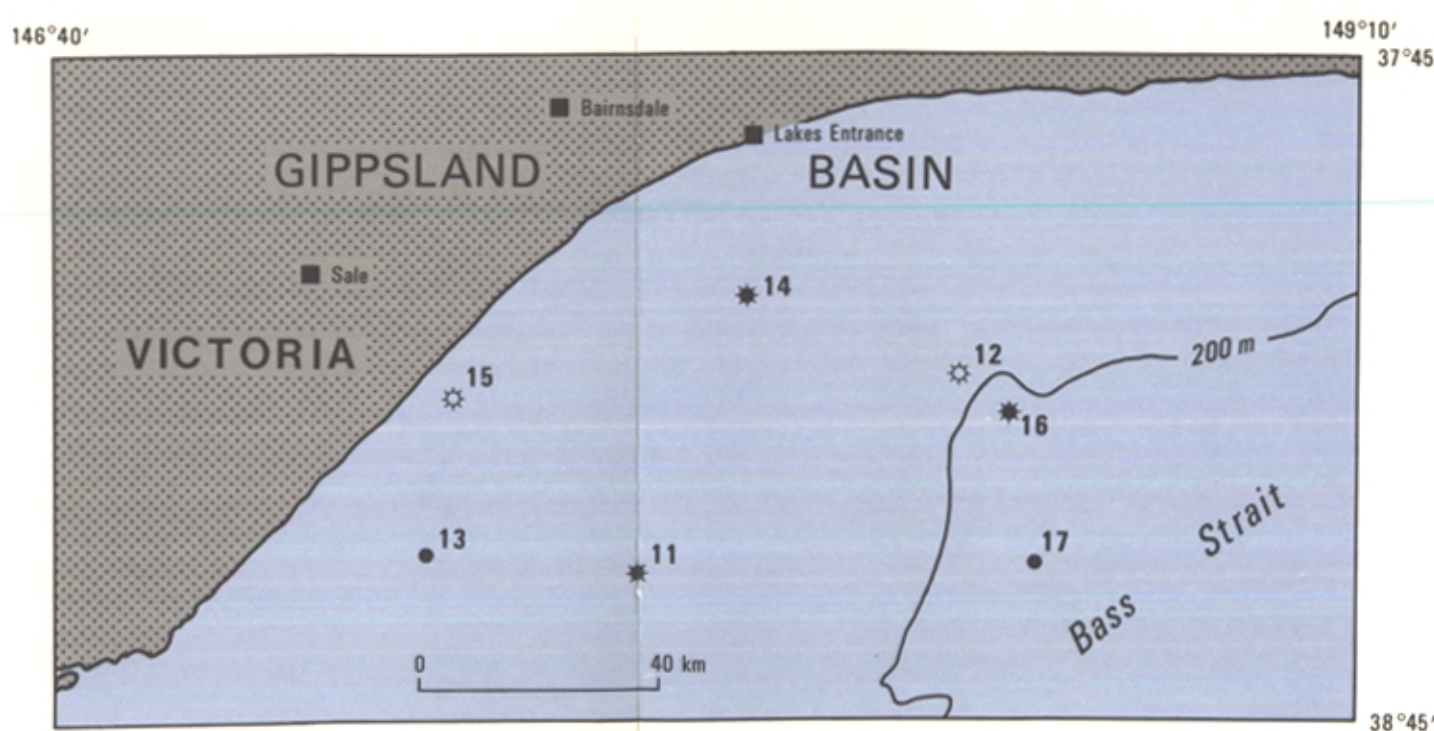 146°40'
149°10'
37°45
Bairnsdale
Lakes Entrance
GIPPSLAND BASIN
Sale
14
VICTORIA
15
12
200 m
16
13
11
17
Bass Strait
0 40 km
38°45'